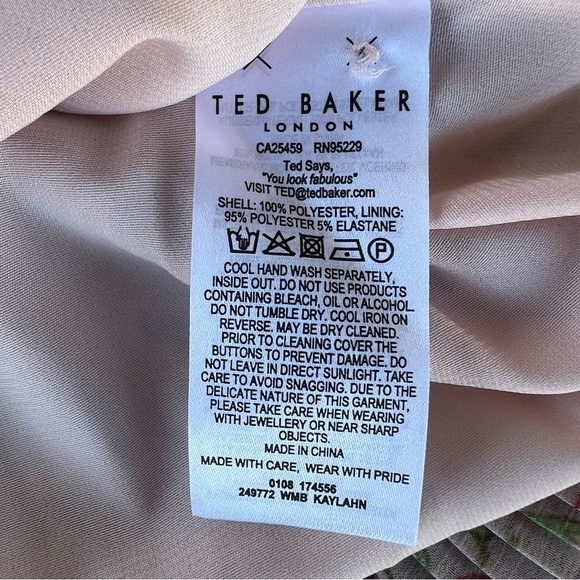 TED BAKER
LONDON
CA25459 RN95229
Ted Says,
"You look fabulous"
VISIT TED@tedbaker.com
SHELL: 100% POLYESTER, LINING:
95% POLYESTER 5% ELASTANE
P
COOL HAND WASH SEPARATELY,
INSIDE OUT. DO NOT USE PRODUCTS
CONTAINING BLEACH, OIL OR ALCOHOL.
DO NOT TUMBLE DRY. COOL IRON ON
REVERSE. MAY BE DRY CLEANED.
PRIOR TO CLEANING COVER THE
BUTTONS TO PREVENT DAMAGE. DO
NOT LEAVE IN DIRECT SUNLIGHT. TAKE
CARE TO AVOID SNAGGING. DUE TO THE
DELICATE NATURE OF THIS GARMENT,
PLEASE TAKE CARE WHEN WEARING
WITH JEWELLERY OR NEAR SHARP
OBJECTS.
MADE IN CHINA
MADE WITH CARE, WEAR WITH PRIDE
0108 174556
249772 WMB KAYLAHN